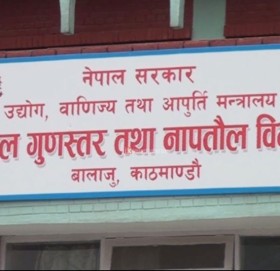 नेपाल सरकार
उद्योग, वाणिज्य तथा आपुर्ति मन्त्रालय
ल गुणस्तर तथा नापतौल वि
बालाजु, काठमाण्डौ